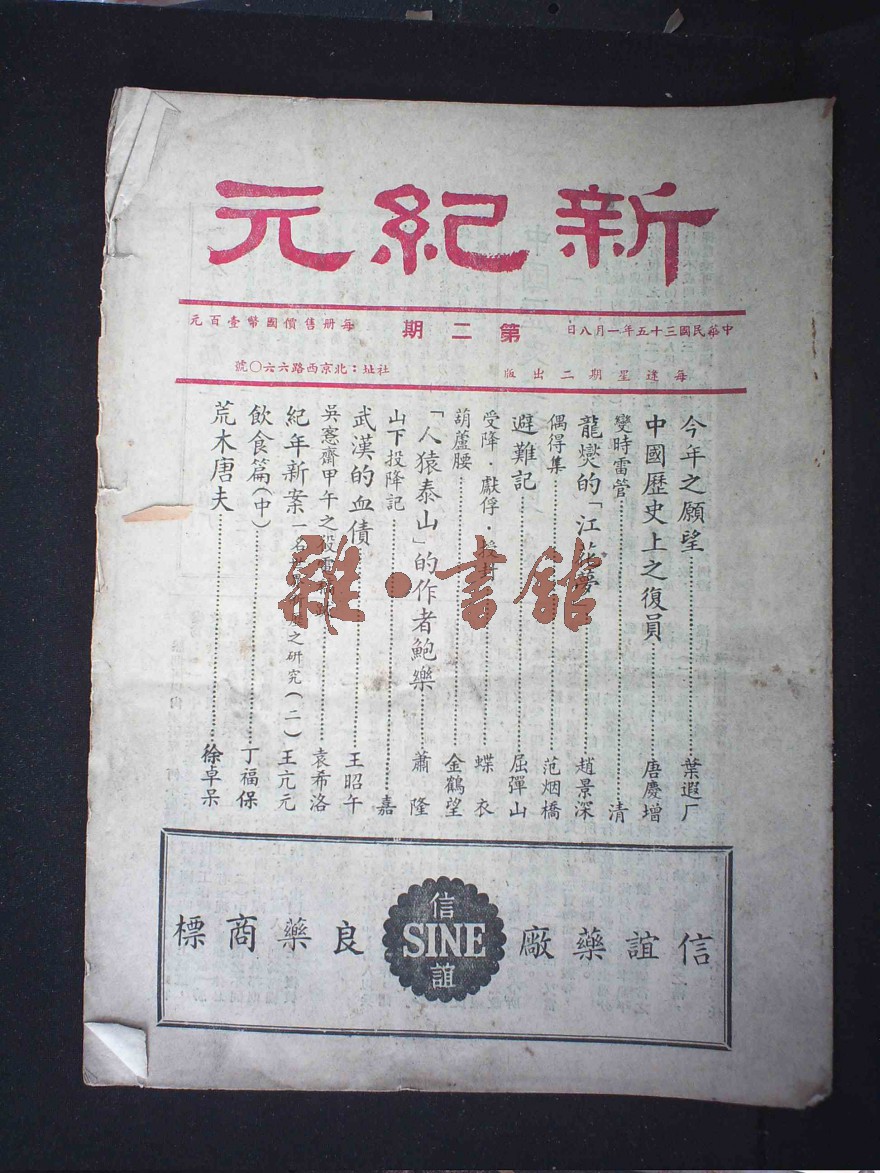 新紀元
中華民國三十五年一月八日
第二期
每册售價國幣壹百元
每逢星期二出版
社址：北京西路六六〇號
今年之願望………葉遐厂
中國歷史上之復員………唐慶增
變時雷管………清
龍燮的「江花夢………趙景深
偶得集………范烟橋
避難記………屈彈山
受降·獻俘·………蝶衣
葫蘆腰………金鶴望
「人猿泰山」的作者鮑樂………蕭隆
山下投降記………嘉
武漢的血債………王昭午
吳憲齋甲午之役………袁希洛
紀年新案 一名 之研究(二)王亢元
飲食篇(中)………丁福保
荒木唐夫………徐卓呆
信誼藥廠 信誼 SINE 良藥商標
雜·書館